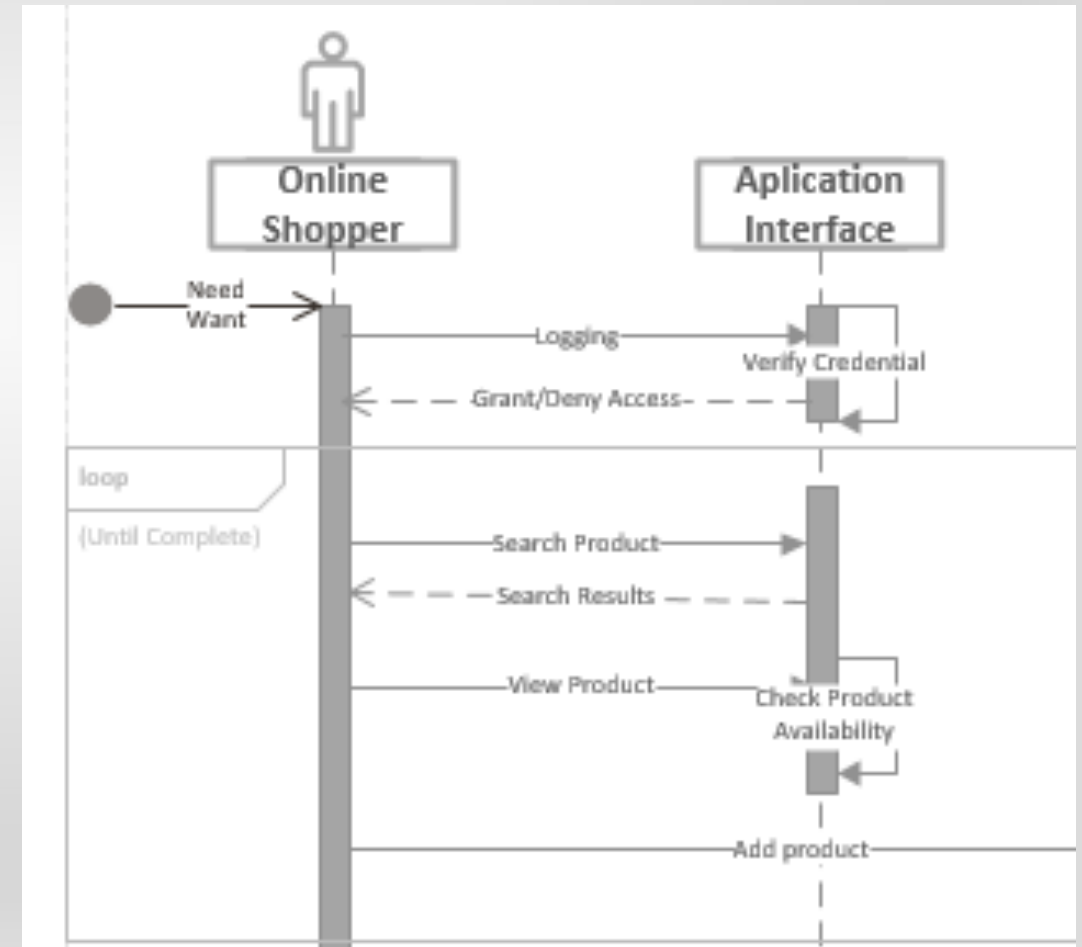 Online
Shopper
Aplication
Interface
Need
Want
Logging
Verify Credential
Grant/Deny Access
loop
(Until Complete)
Search Product
Search Results
View Product
Check Product
Availability
Add product